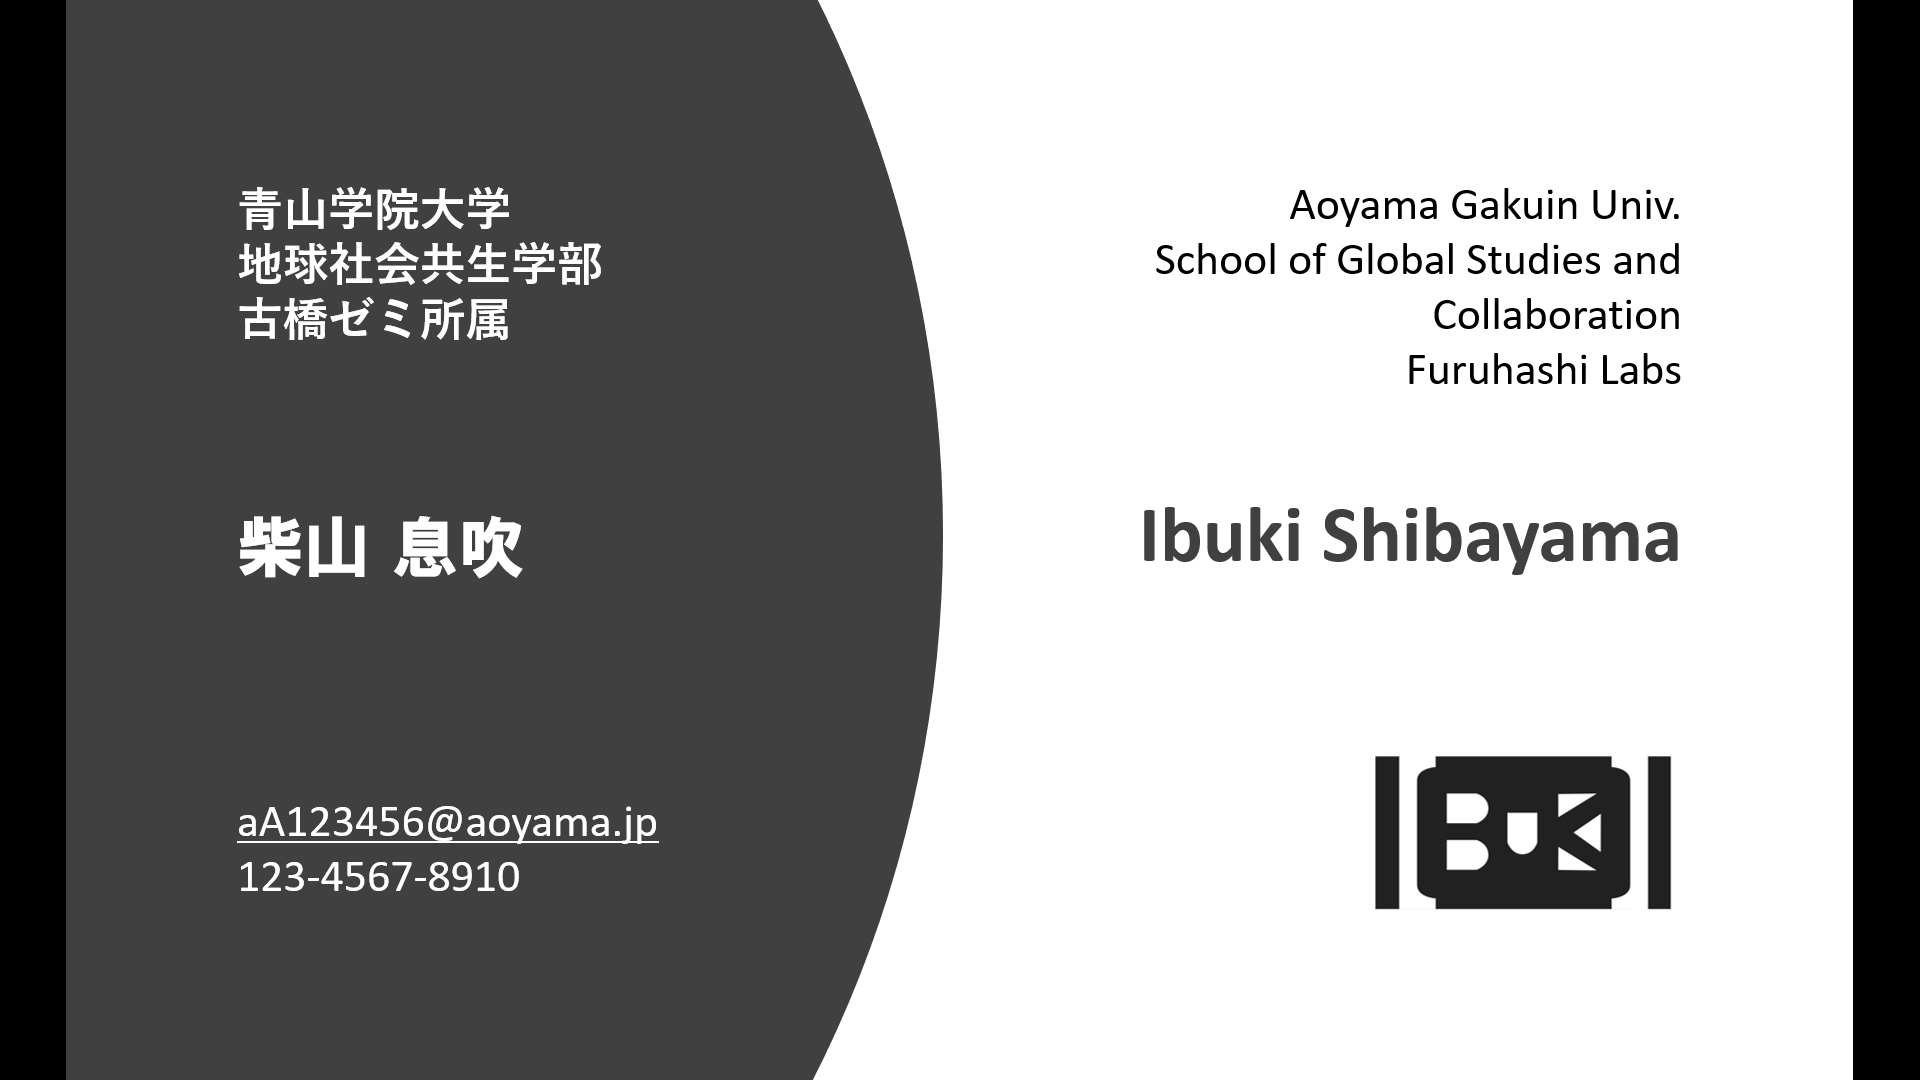 青山学院大学
地球社会共生学部
古橋ゼミ所属
柴山 息吹
aA123456@aoyama.jp
123-4567-8910
Aoyama Gakuin Univ.
School of Global Studies and
Collaboration
Furuhashi Labs
Ibuki Shibayama
IBUKI